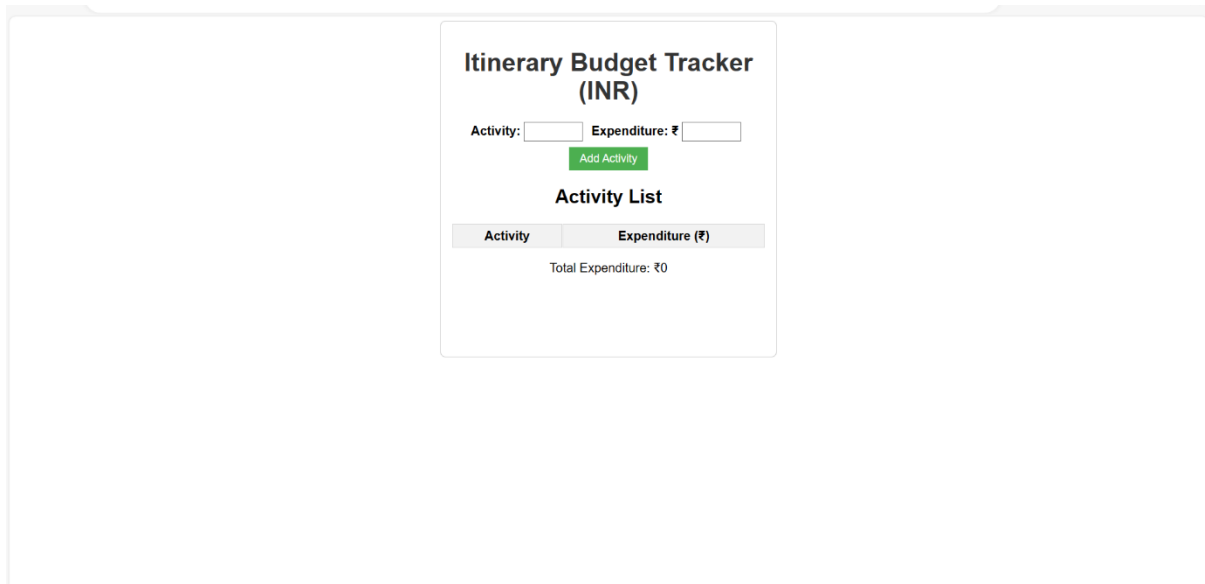 Itinerary Budget Tracker
(INR)
Activity: Expenditure: ₹
Add Activity
Activity List
Activity Expenditure (₹)
Total Expenditure: ₹0